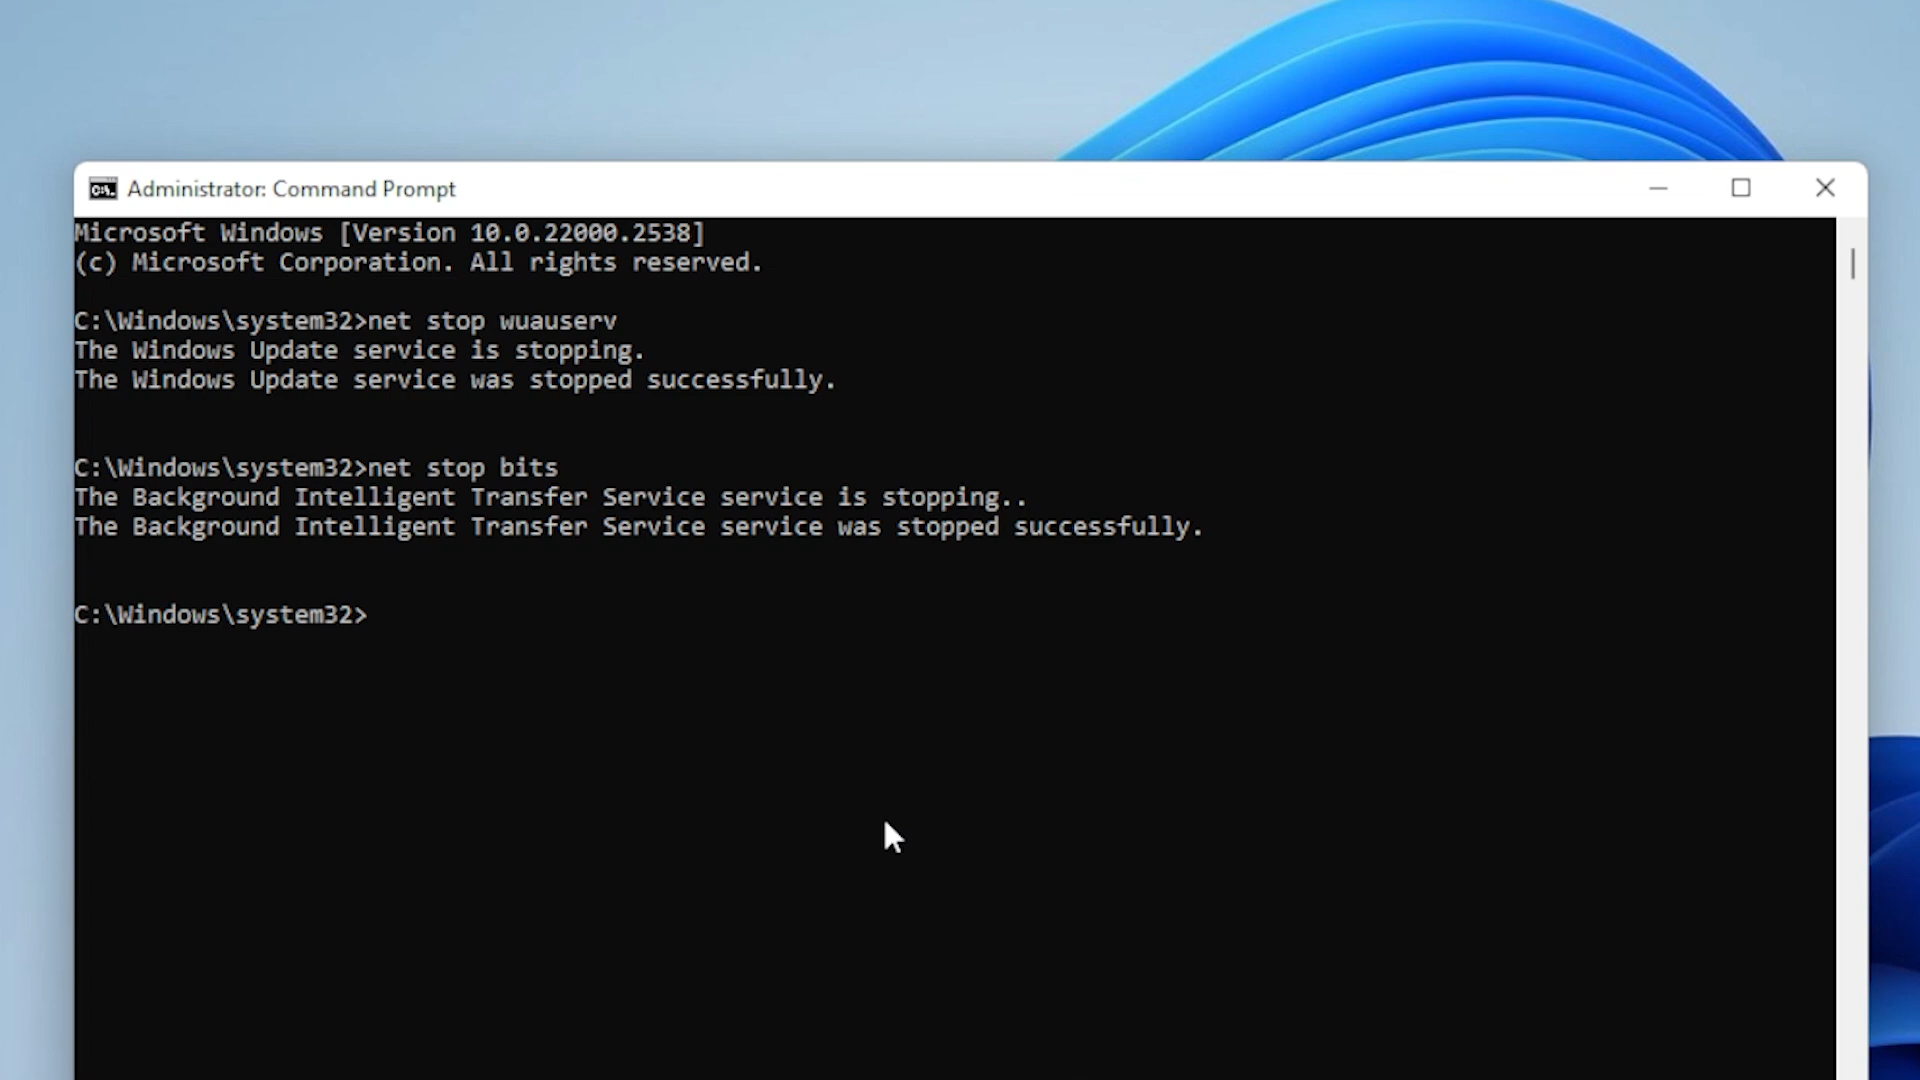 Administrator: Command Prompt
Microsoft Windows [Version 10.0.22000.2538]
(c) Microsoft Corporation. All rights reserved.
C:\Windows\system32>net stop wuauserv
The Windows Update service is stopping.
The Windows Update service was stopped successfully.
C:\Windows\system32>net stop bits
The Background Intelligent Transfer Service service is stopping..
The Background Intelligent Transfer Service service was stopped successfully.
C:\Windows\system32>